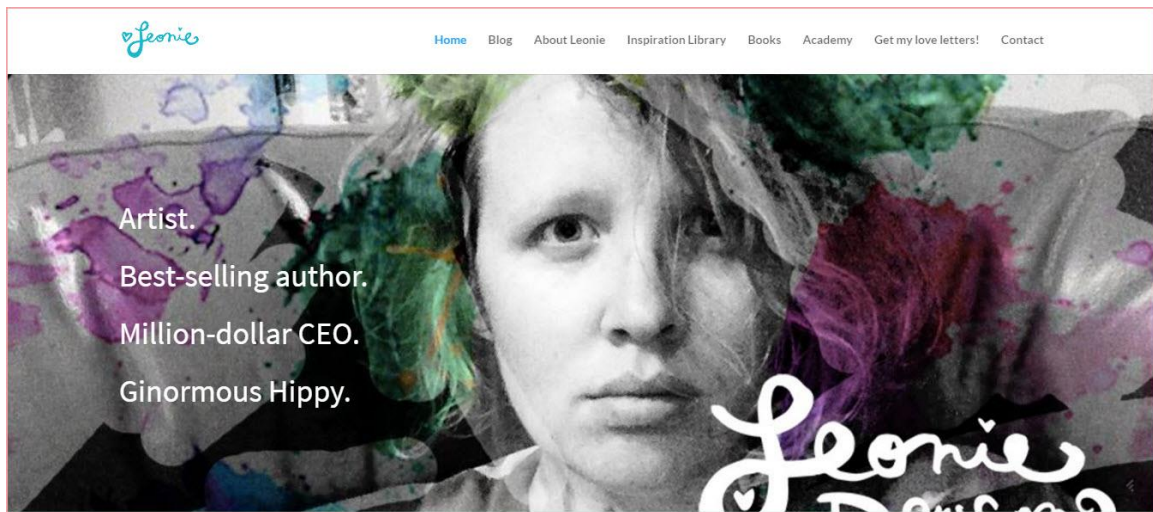 Leonie
Home Blog About Leonie Inspiration Library Books Academy Get my love letters! Contact
Artist.
Best-selling author.
Million-dollar CEO.
Ginormous Hippy.
Leonie